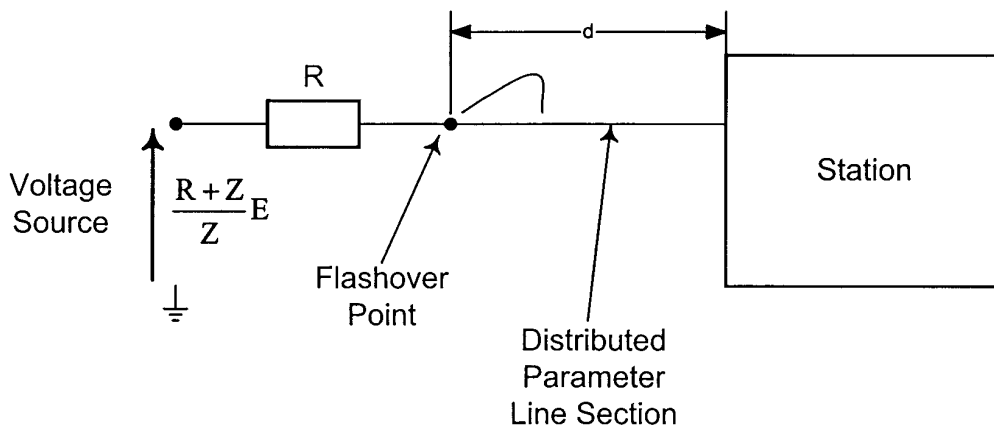 d
R
Voltage
Source
R + Z
Z
E
Station
Flashover
Point
Distributed
Parameter
Line Section